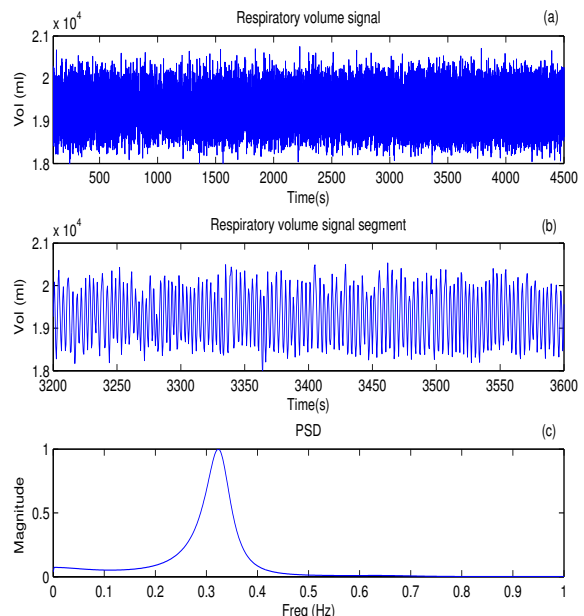 Respiratory volume signal (a)
x 10^4
2.1
2
1.9
1.8
Vol (ml)
500 1000 1500 2000 2500 3000 3500 4000 4500
Time(s)
Respiratory volume signal segment (b)
x 10^4
2.1
2
1.9
1.8
Vol (ml)
3200 3250 3300 3350 3400 3450 3500 3550 3600
Time(s)
PSD (c)
1
0.5
0
Magnitude
0 0.1 0.2 0.3 0.4 0.5 0.6 0.7 0.8 0.9 1
Freq (Hz)